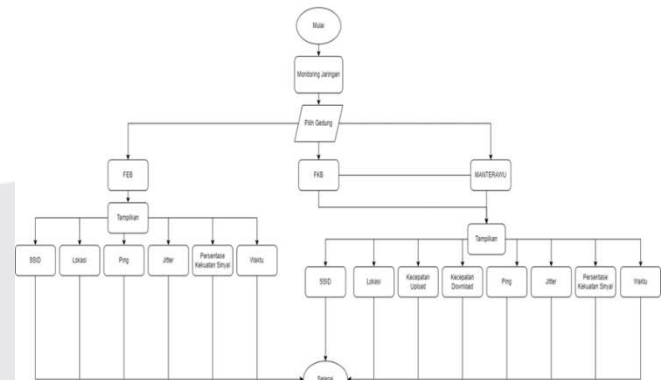 Mulai
Monitoring Jaringan
Pilih Gedung
FEB
FKB
MANTERAWU
Tampilkan
Tampilkan
SSID
Lokasi
Ping
Jitter
Persentase
Kekuatan Sinyal
Waktu
SSID
Lokasi
Kecepatan
Upload
Kecepatan
Download
Ping
Jitter
Persentase
Kekuatan Sinyal
Waktu
Selesai